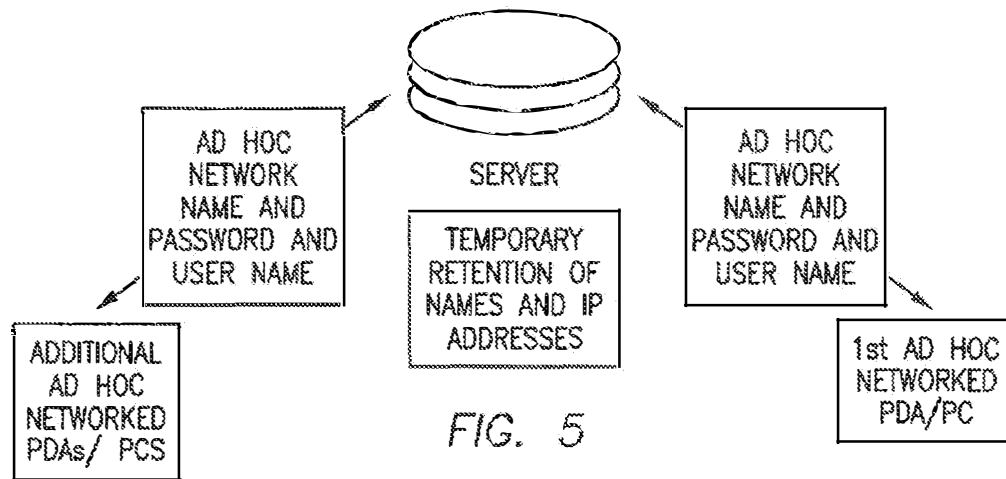 AD HOC
NETWORK
NAME AND
PASSWORD AND
USER NAME
SERVER
TEMPORARY
RETENTION OF
NAMES AND IP
ADDRESSES
AD HOC
NETWORK
NAME AND
PASSWORD AND
USER NAME
ADDITIONAL
AD HOC
NETWORKED
PDAs/ PCS
1st AD HOC
NETWORKED
PDA/PC
FIG. 5